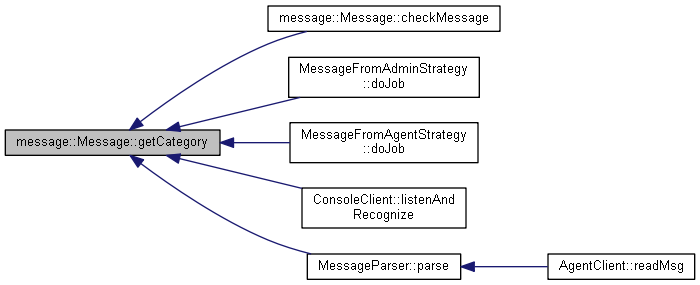 message::Message::checkMessage
MessageFromAdminStrategy
::doJob
message::Message::getCategory
MessageFromAgentStrategy
::doJob
ConsoleClient::listenAnd
Recognize
MessageParser::parse
AgentClient::readMsg